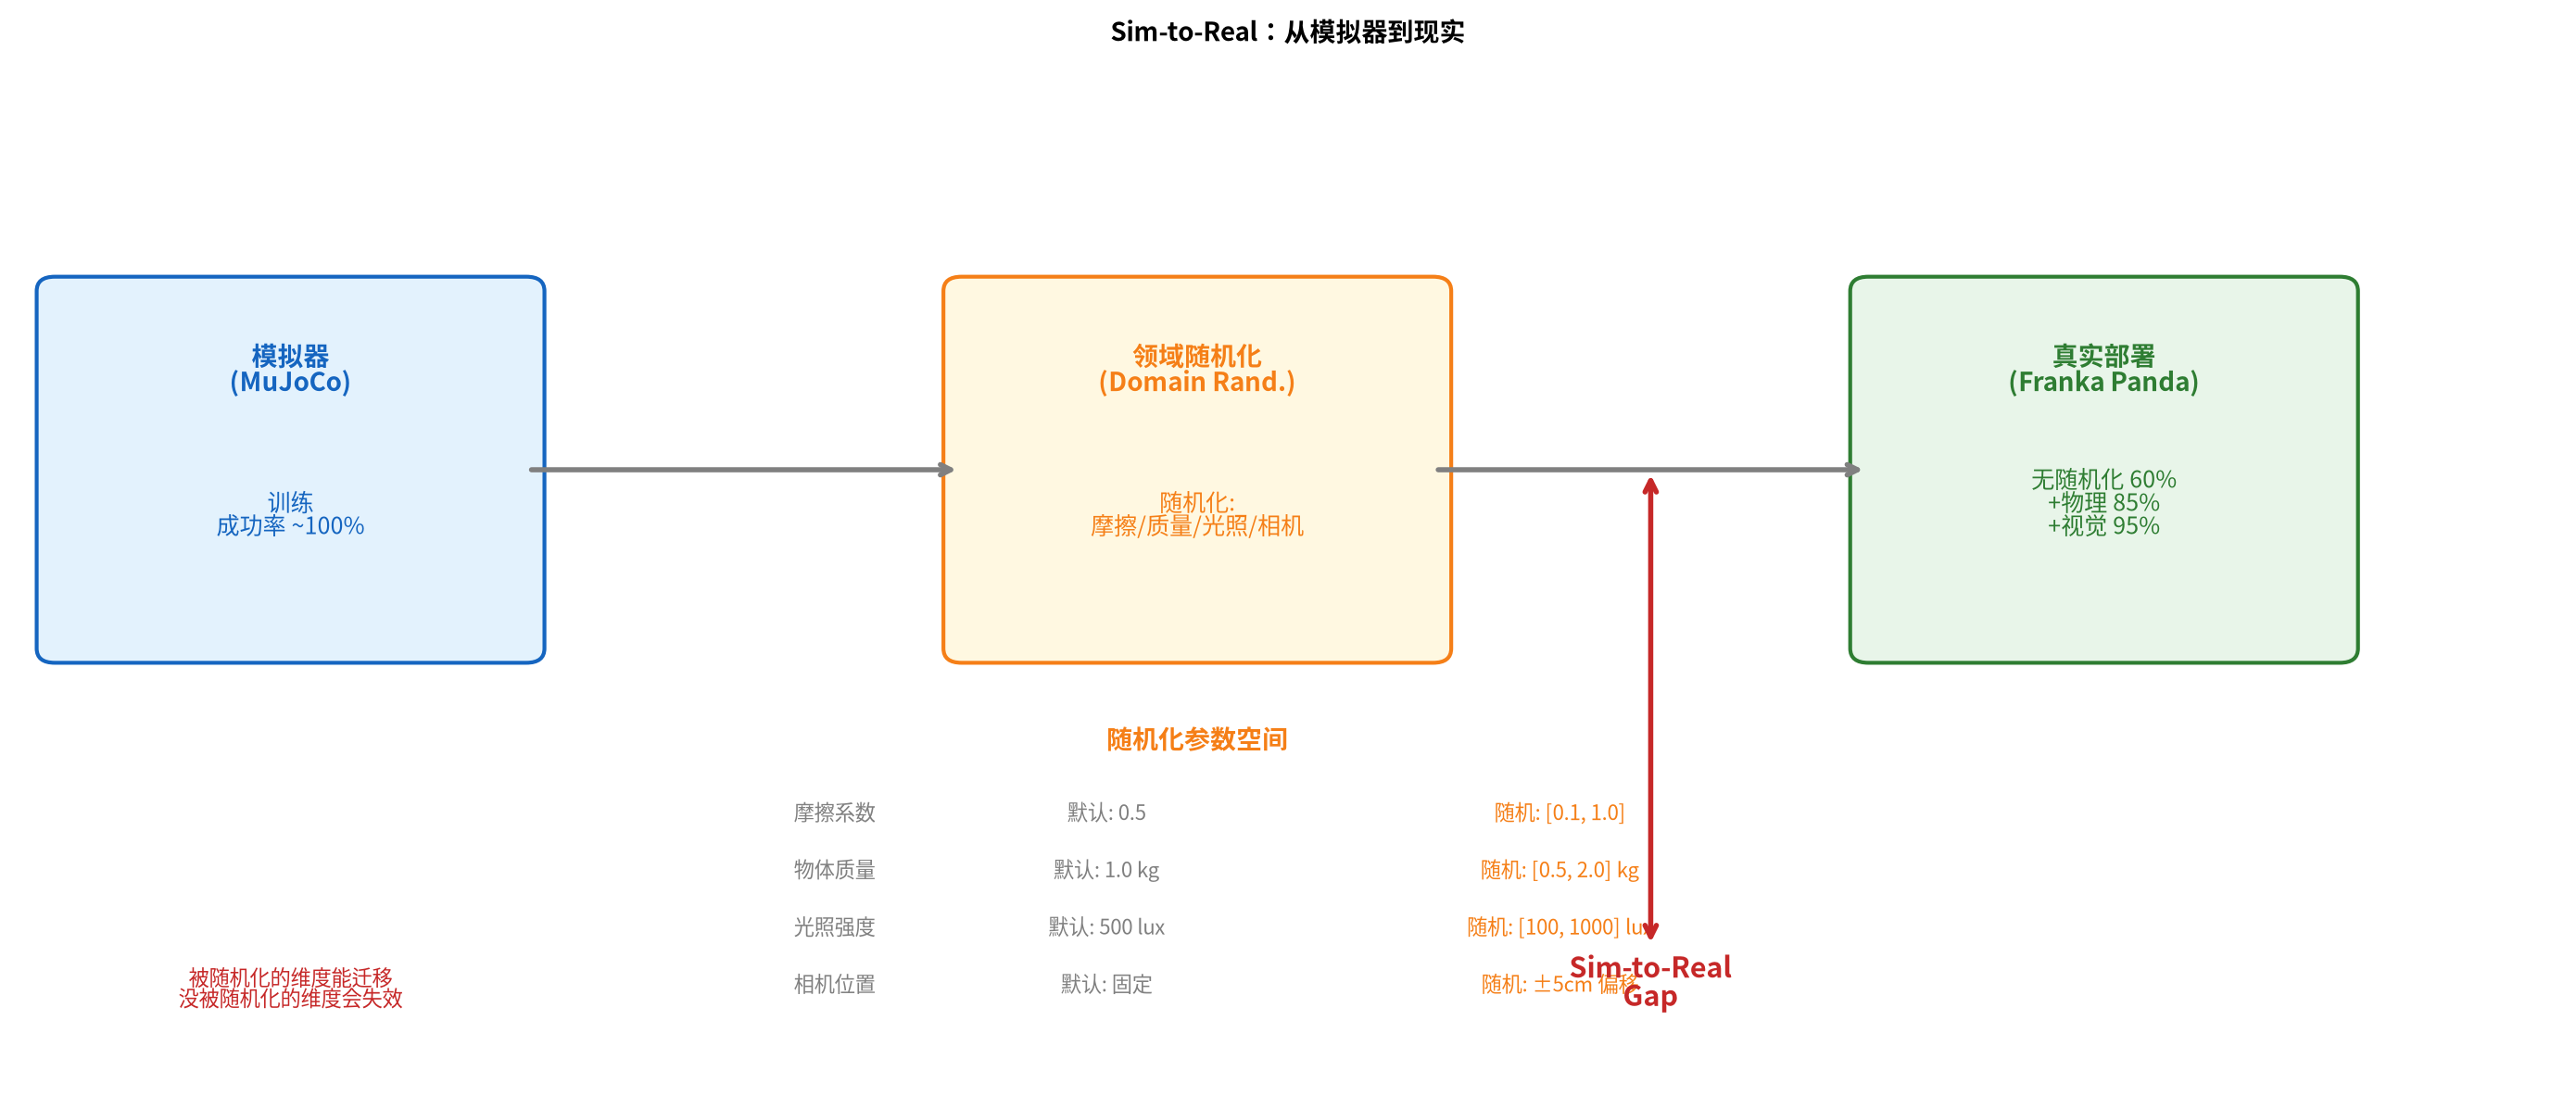 Sim-to-Real：从模拟器到现实
模拟器
(MuJoCo)
训练
成功率 ~100%
领域随机化
(Domain Rand.)
随机化:
摩擦/质量/光照/相机
真实部署
(Franka Panda)
无随机化 60%
+物理 85%
+视觉 95%
随机化参数空间
摩擦系数 默认: 0.5 随机: [0.1, 1.0]
物体质量 默认: 1.0 kg 随机: [0.5, 2.0] kg
光照强度 默认: 500 lux 随机: [100, 1000] lux
相机位置 默认: 固定 随机: ±5cm 偏移
Sim-to-Real
Gap
被随机化的维度能迁移
没被随机化的维度会失效